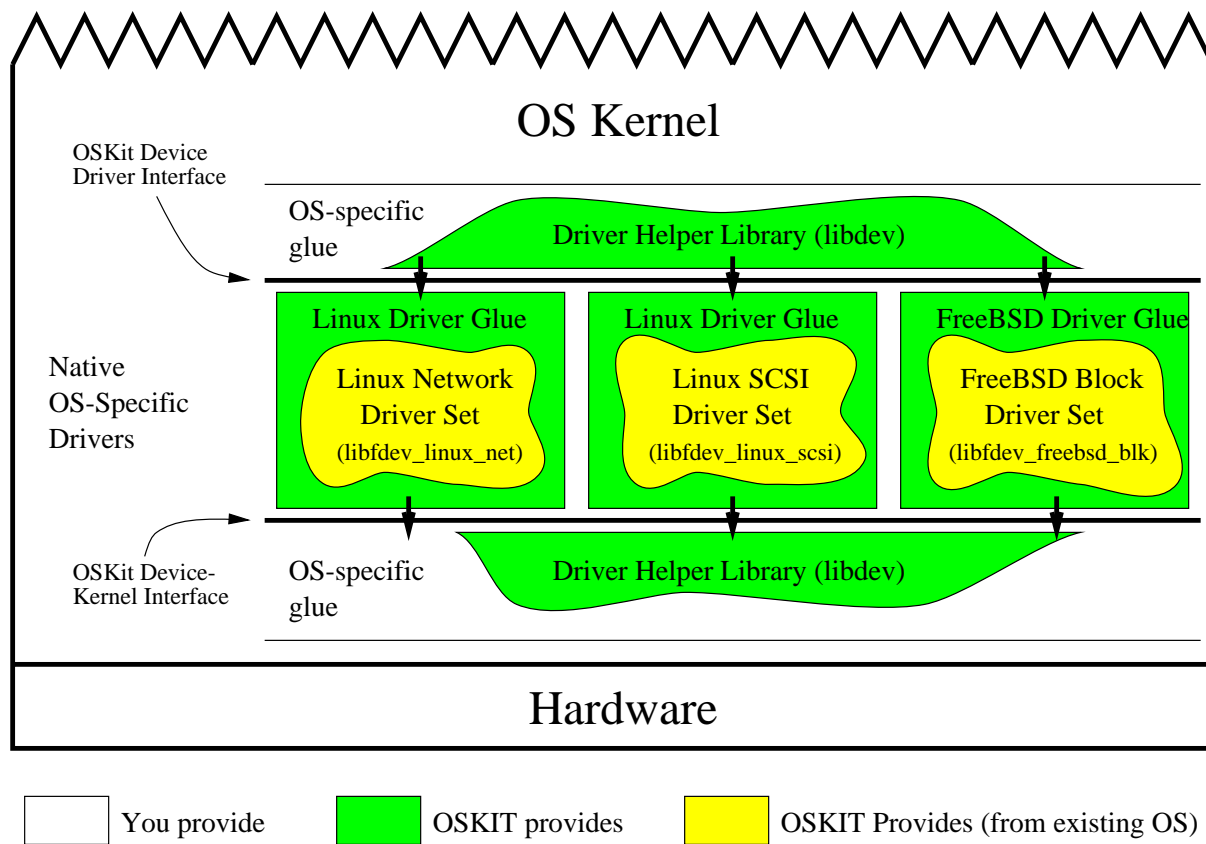 OS Kernel
OSKit Device
Driver Interface
OS-specific
glue
Driver Helper Library (libdev)
Linux Driver Glue
Linux Network
Driver Set
(libfdev_linux_net)
Linux Driver Glue
Linux SCSI
Driver Set
(libfdev_linux_scsi)
FreeBSD Driver Glue
FreeBSD Block
Driver Set
(libfdev_freebsd_blk)
Native
OS-Specific
Drivers
OSKit Device-
Kernel Interface
OS-specific
glue
Driver Helper Library (libdev)
Hardware
You provide
OSKIT provides
OSKIT Provides (from existing OS)